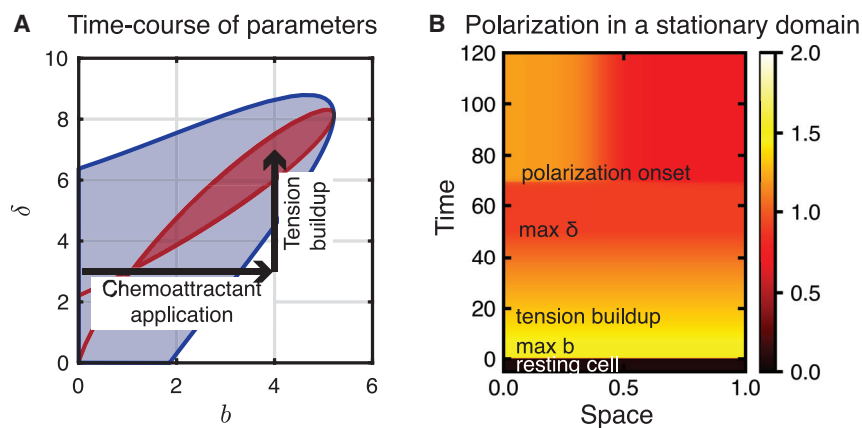 A Time-course of parameters
10
8
6
4
2
0
δ
0 2 4 6
b
Tension
buildup
Chemoattractant
application
B Polarization in a stationary domain
120
100
80
60
40
20
0
Time
polarization onset
max δ
tension buildup
max b
resting cell
0.0 0.5 1.0
Space
2.0
1.5
1.0
0.5
0.0